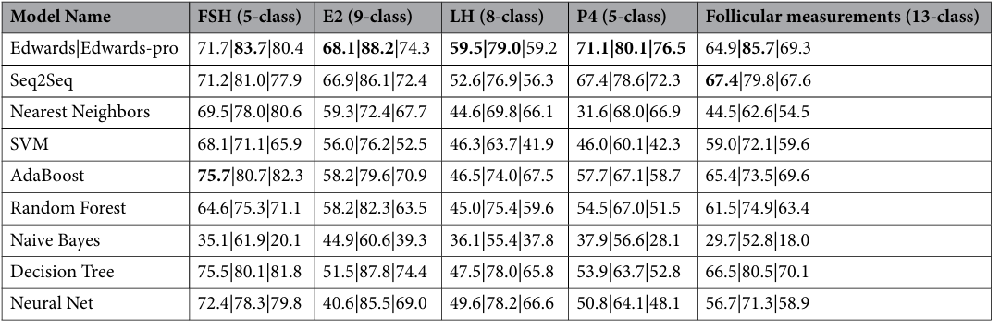 Model Name FSH (5-class) E2 (9-class) LH (8-class) P4 (5-class) Follicular measurements (13-class)
Edwards|Edwards-pro 71.7|83.7|80.4 68.1|88.2|74.3 59.5|79.0|59.2 71.1|80.1|76.5 64.9|85.7|69.3
Seq2Seq 71.2|81.0|77.9 66.9|86.1|72.4 52.6|76.9|56.3 67.4|78.6|72.3 67.4|79.8|67.6
Nearest Neighbors 69.5|78.0|80.6 59.3|72.4|67.7 44.6|69.8|66.1 31.6|68.0|66.9 44.5|62.6|54.5
SVM 68.1|71.1|65.9 56.0|76.2|52.5 46.3|63.7|41.9 46.0|60.1|42.3 59.0|72.1|59.6
AdaBoost 75.7|80.7|82.3 58.2|79.6|70.9 46.5|74.0|67.5 57.7|67.1|58.7 65.4|73.5|69.6
Random Forest 64.6|75.3|71.1 58.2|82.3|63.5 45.0|75.4|59.6 54.5|67.0|51.5 61.5|74.9|63.4
Naive Bayes 35.1|61.9|20.1 44.9|60.6|39.3 36.1|55.4|37.8 37.9|56.6|28.1 29.7|52.8|18.0
Decision Tree 75.5|80.1|81.8 51.5|87.8|74.4 47.5|78.0|65.8 53.9|63.7|52.8 66.5|80.5|70.1
Neural Net 72.4|78.3|79.8 40.6|85.5|69.0 49.6|78.2|66.6 50.8|64.1|48.1 56.7|71.3|58.9